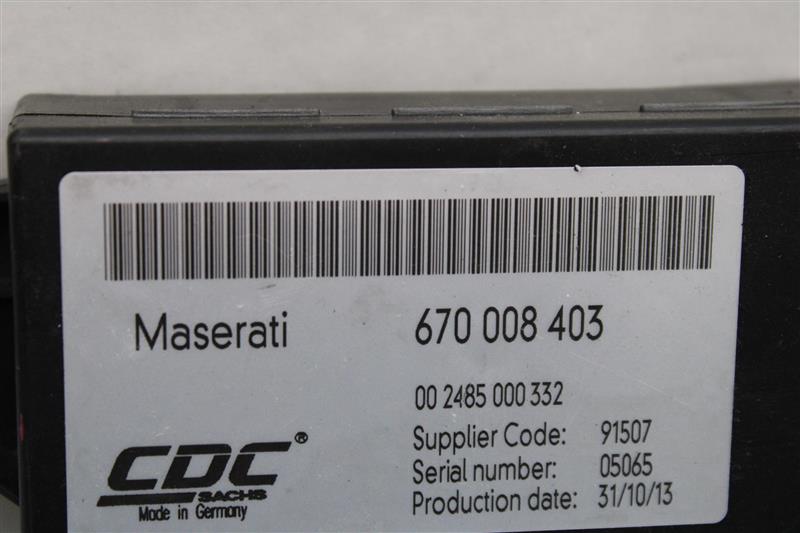 Maserati 670 008 403
00 2485 000 332
Supplier Code: 91507
Serial number: 05065
Production date: 31/10/13
CDC®
SACHS
Made in Germany